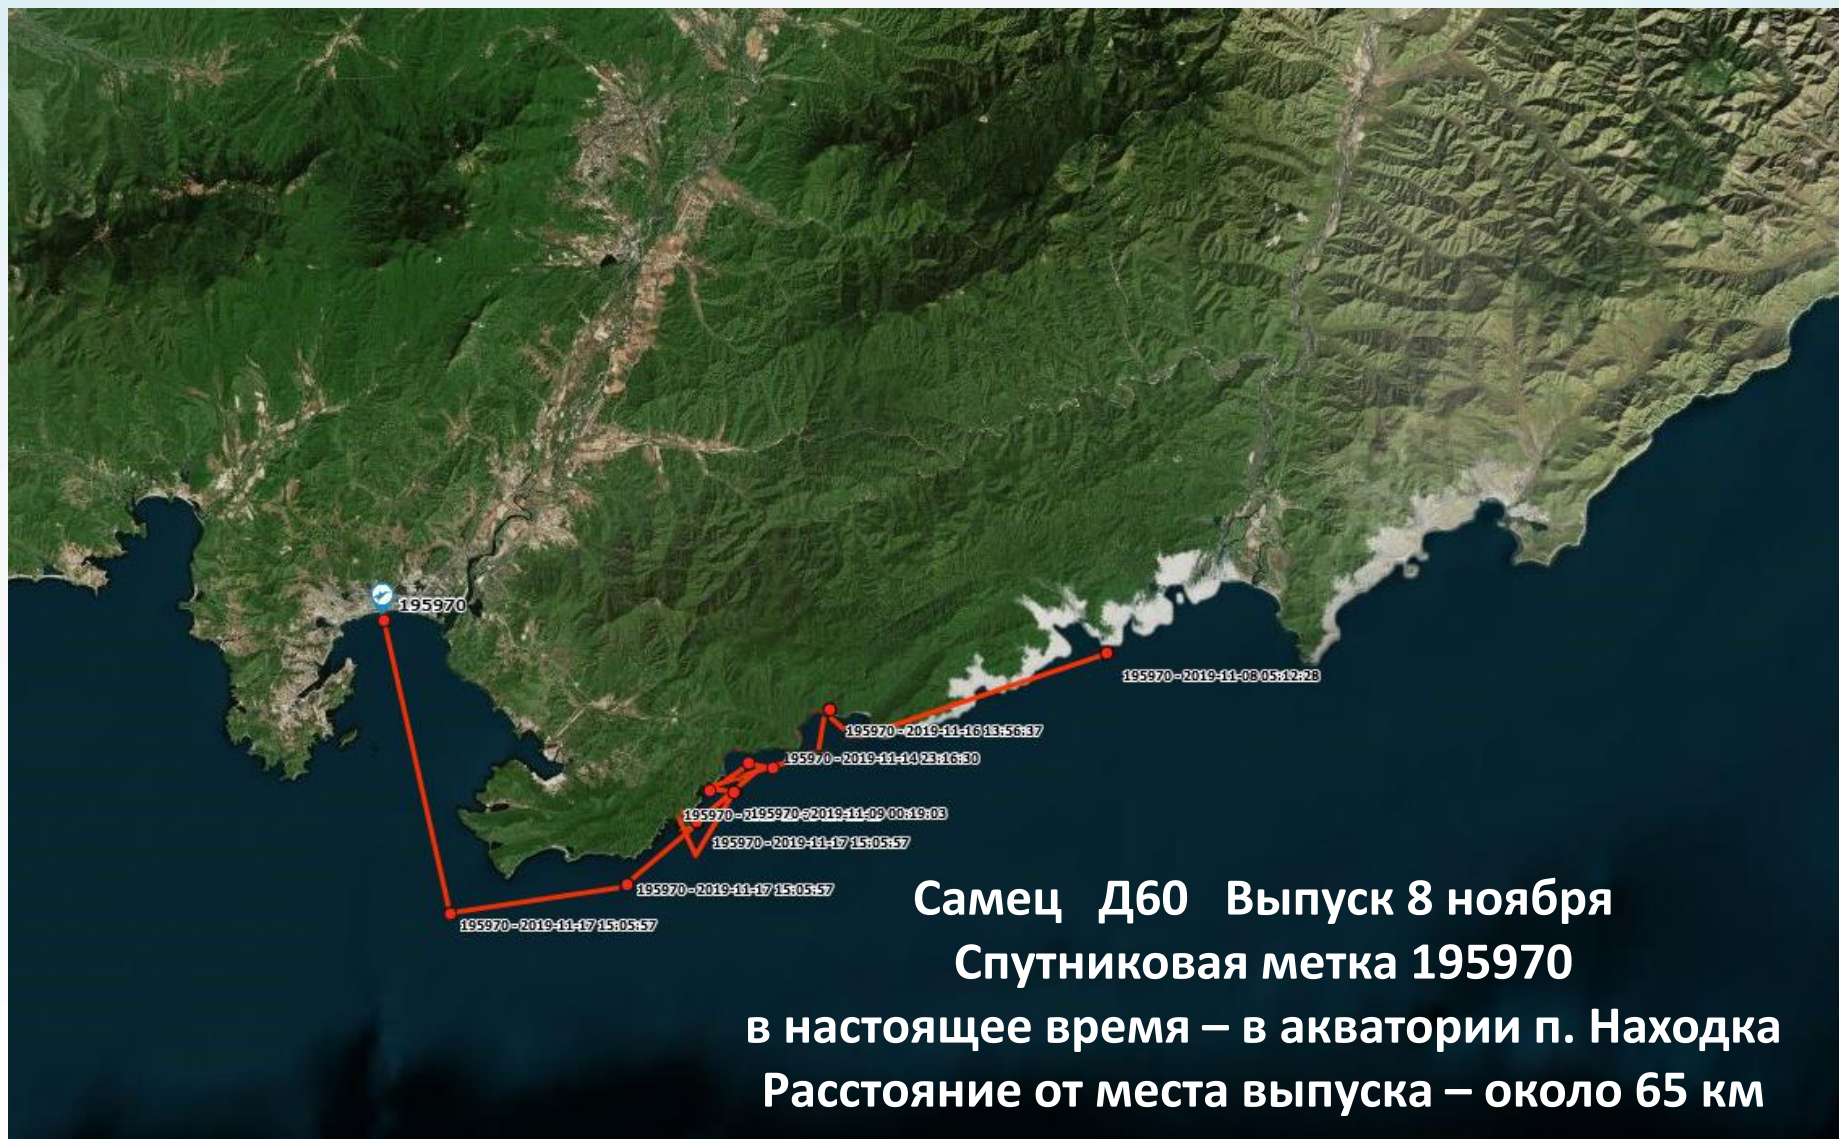 195970
195970 - 2019-11-08 05:12:28
195970 - 2019-11-16 13:56:37
195970 - 2019-11-14 23:16:30
195970 - 2195970 - 2019-11-09 00:19:03
195970 - 2019-11-17 15:05:57
195970 - 2019-11-17 15:05:57
195970 - 2019-11-17 15:05:57
Самец Д60 Выпуск 8 ноября
Спутниковая метка 195970
в настоящее время – в акватории п. Находка
Расстояние от места выпуска – около 65 км